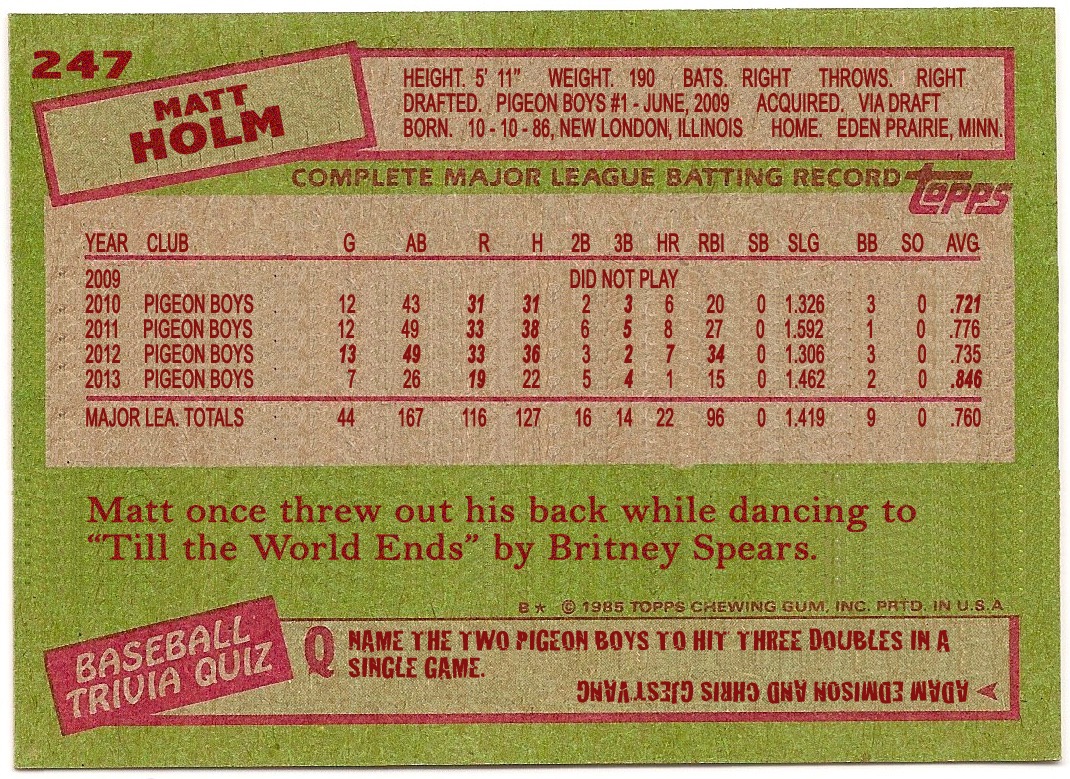 247
MATT
HOLM
HEIGHT. 5' 11" WEIGHT. 190 BATS. RIGHT THROWS. RIGHT
DRAFTED. PIGEON BOYS #1 - JUNE, 2009 ACQUIRED. VIA DRAFT
BORN. 10 - 10 - 86, NEW LONDON, ILLINOIS HOME. EDEN PRAIRIE, MINN.
COMPLETE MAJOR LEAGUE BATTING RECORD topps
YEAR CLUB G AB R H 2B 3B HR RBI SB SLG BB SO AVG.
2009 DID NOT PLAY
2010 PIGEON BOYS 12 43 31 31 2 3 6 20 0 1.326 3 0 .721
2011 PIGEON BOYS 12 49 33 38 6 5 8 27 0 1.592 1 0 .776
2012 PIGEON BOYS 13 49 33 36 3 2 7 34 0 1.306 3 0 .735
2013 PIGEON BOYS 7 26 19 22 5 4 1 15 0 1.462 2 0 .846
MAJOR LEA. TOTALS 44 167 116 127 16 14 22 96 0 1.419 9 0 .760
Matt once threw out his back while dancing to
“Till the World Ends” by Britney Spears.
B★ © 1985 TOPPS CHEWING GUM, INC. PRTD. IN U.S.A
BASEBALL
TRIVIA QUIZ
Q NAME THE TWO PIGEON BOYS TO HIT THREE DOUBLES IN A
SINGLE GAME.
ADAM EDMISON AND CHRIS GJESTVANG